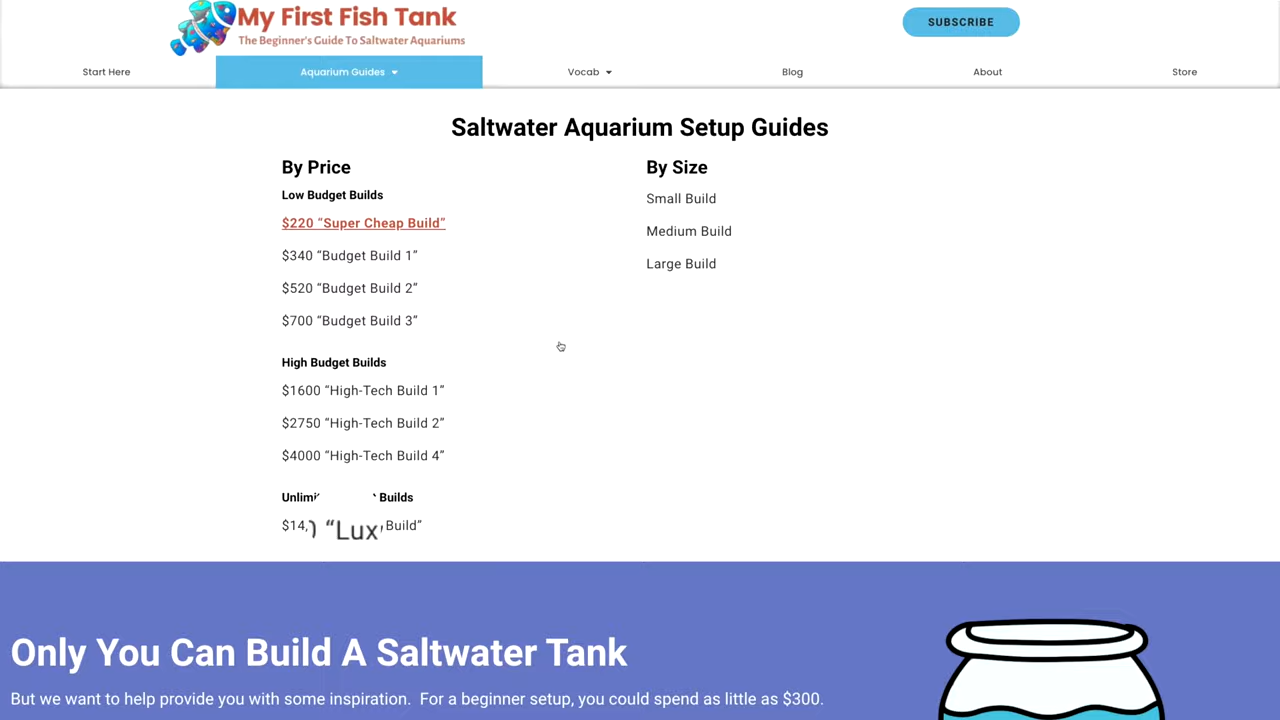 My First Fish Tank
The Beginner's Guide To Saltwater Aquariums
SUBSCRIBE
Start Here
Aquarium Guides
Vocab
Blog
About
Store
Saltwater Aquarium Setup Guides
By Price
Low Budget Builds
$220 “Super Cheap Build”
$340 “Budget Build 1”
$520 “Budget Build 2”
$700 “Budget Build 3”
High Budget Builds
$1600 “High-Tech Build 1”
$2750 “High-Tech Build 2”
$4000 “High-Tech Build 4”
Builds
“Lux Build”
By Size
Small Build
Medium Build
Large Build
Only You Can Build A Saltwater Tank
But we want to help provide you with some inspiration. For a beginner setup, you could spend as little as $300.